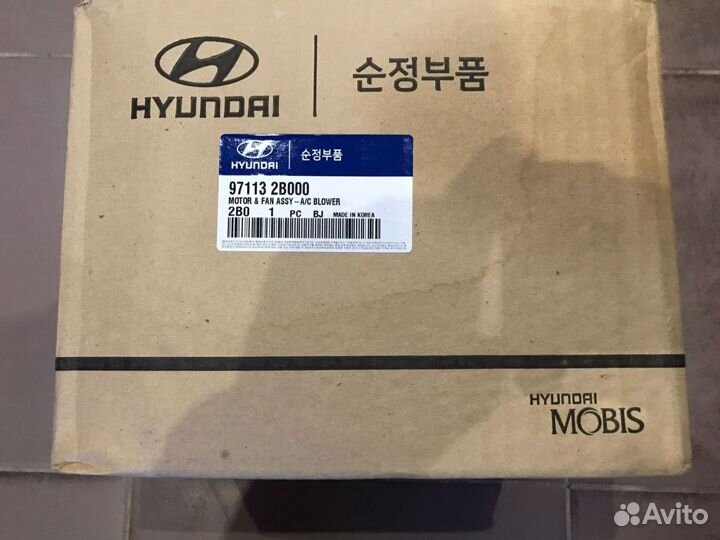 HYUNDAI
순정부품
HYUNDAI
순정부품
97113 2B000
MOTOR & FAN ASSY-A/C BLOWER
2B0 1 PC BJ MADE IN KOREA
HYUNDAI
MOBIS
Avito